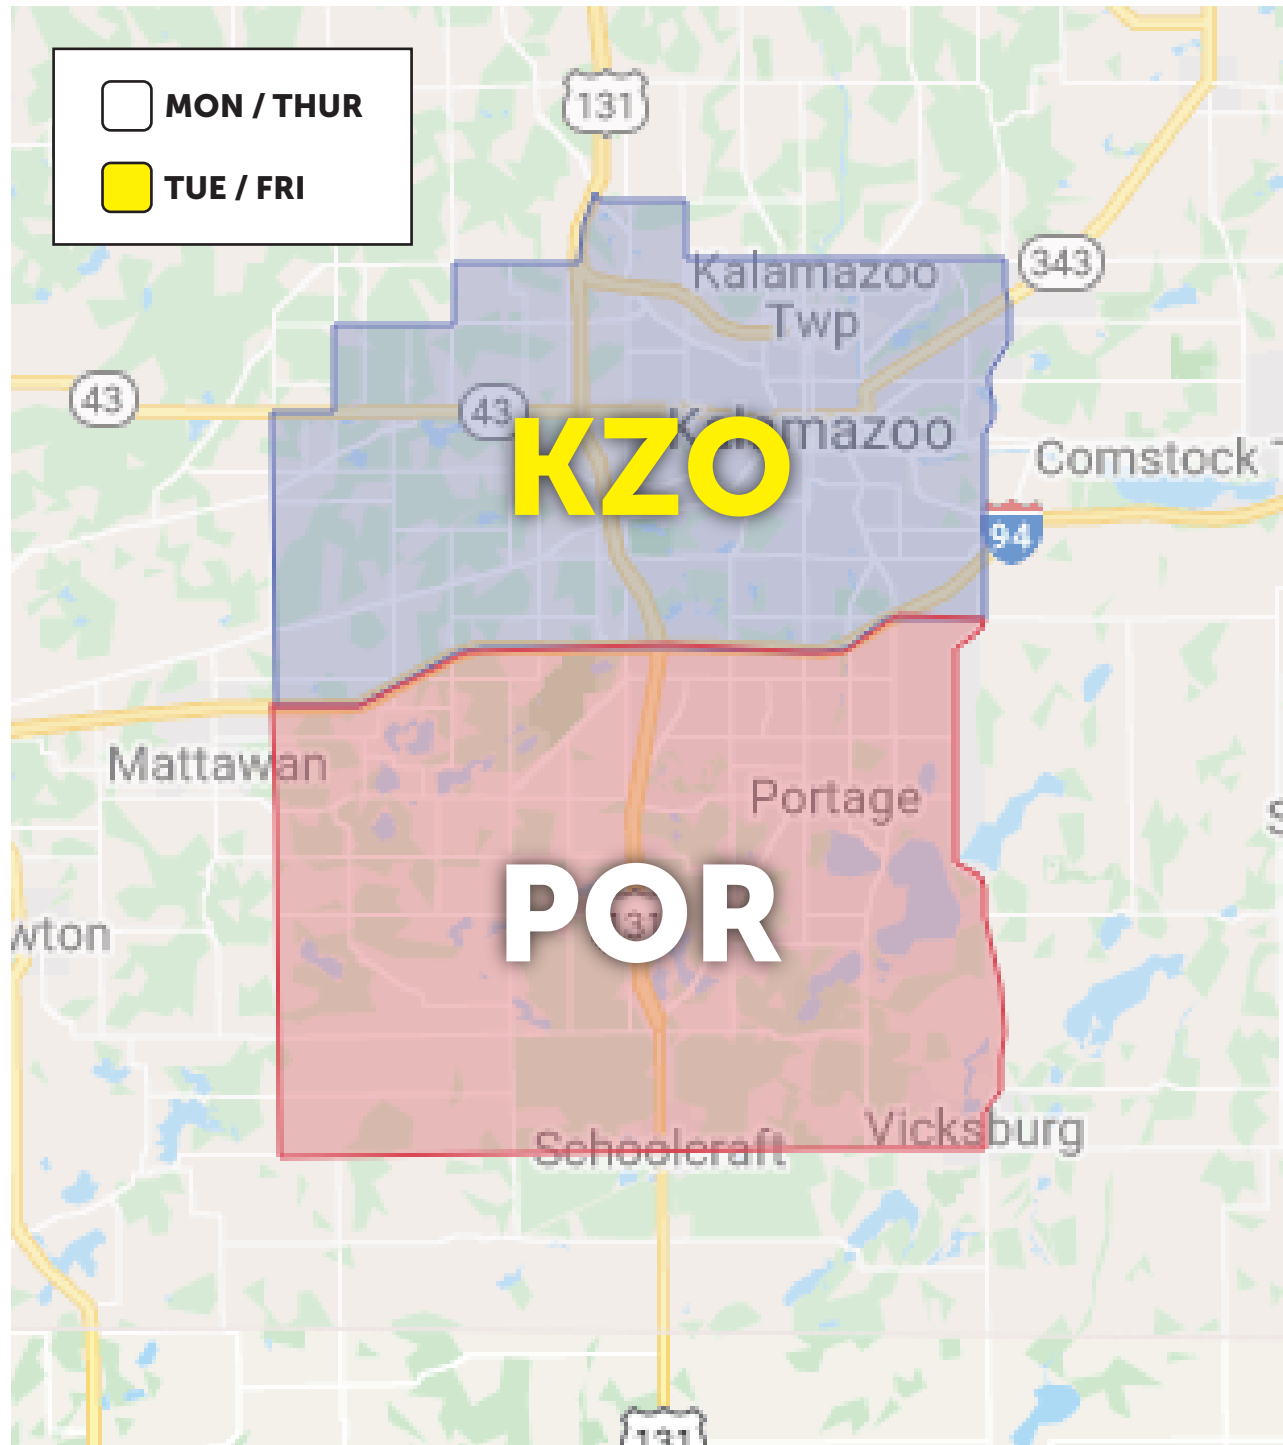 MON / THUR
TUE / FRI
131
Kalamazoo
Twp
343
43
43
Kalamazoo
KZO
Comstock
94
Mattawan
Portage
POR
131
wton
Schoolcraft
Vicksburg
131